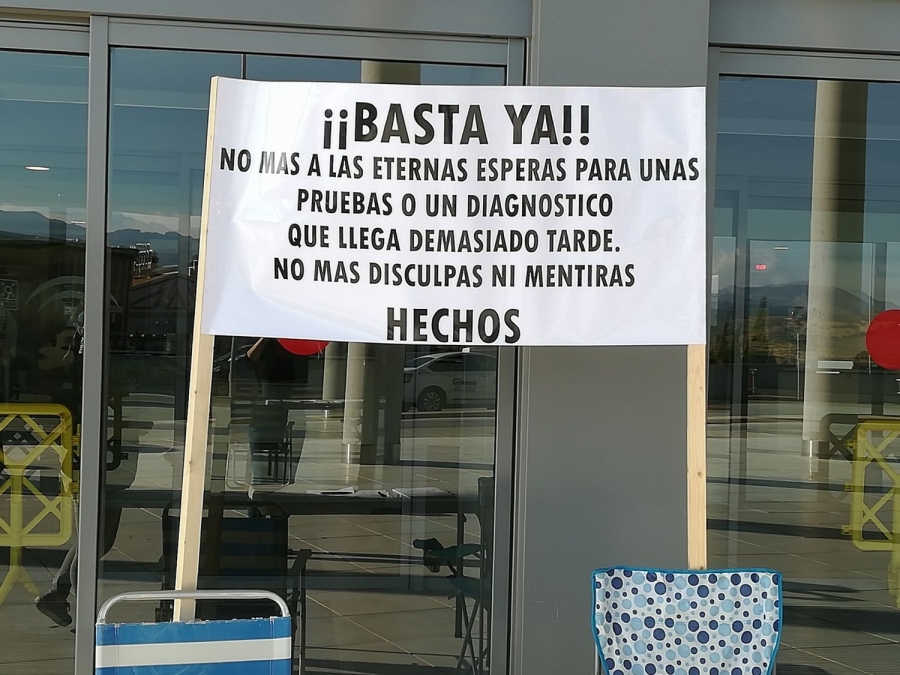 ¡¡BASTA YA!!
NO MAS A LAS ETERNAS ESPERAS PARA UNAS
PRUEBAS O UN DIAGNOSTICO
QUE LLEGA DEMASIADO TARDE.
NO MAS DISCULPAS NI MENTIRAS
HECHOS